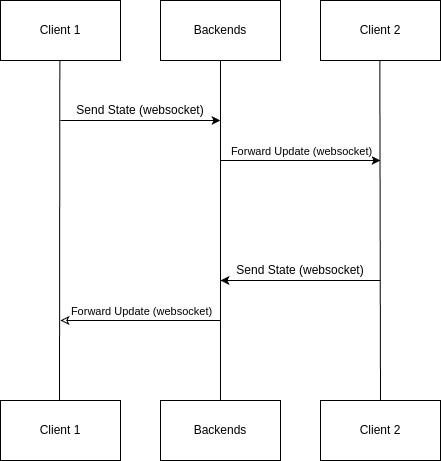 Client 1
Backends
Client 2
Send State (websocket)
Forward Update (websocket)
Send State (websocket)
Forward Update (websocket)
Client 1
Backends
Client 2